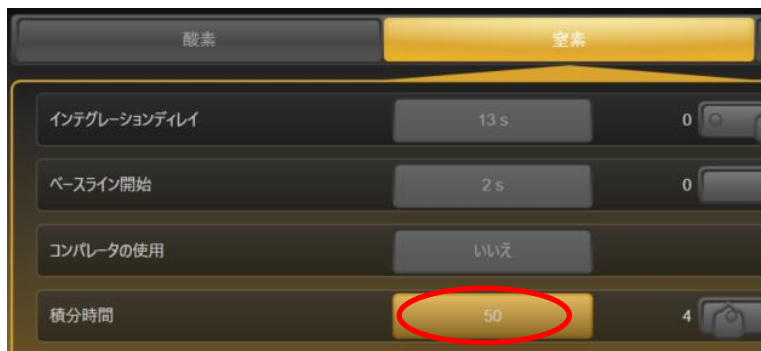 酸素 窒素
インテグレーションディレイ 13 s 0
ベースライン開始 2 s 0
コンパレータの使用 いいえ
積分時間 50 4